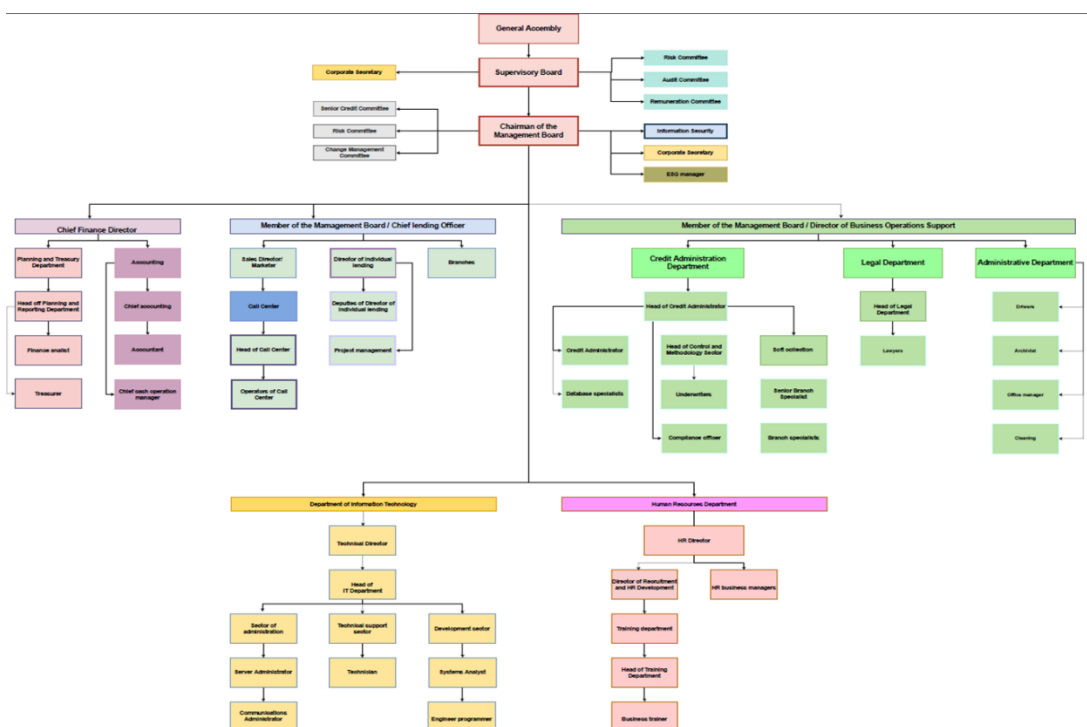 General Assembly
Corporate Secretary
Supervisory Board
Risk Committee
Audit Committee
Remuneration Committee
Senior Credit Committee
Risk Committee
Change Management
Committee
Chairman of the
Management Board
Information Security
Corporate Secretary
ESG manager
Chief Finance Director
Member of the Mamagement Board / Chief lending Officer
Member of the Management Board / Director of Business Operations Support
Planning and Treasury
Department
Accounting
Head off Planning and
Reporting Department
Chief accounting
Finance analist
Accountant
Treasurer
Chief cash operation
manager
Sales Director/
Marketer
Director of Individual
lending
Branches
Call Center
Deputies of Director of
Individual lending
Head of Call Center
Project management
Operators of Call
Center
Credit Administration
Department
Legal Department
Administrative Department
Head of Credit Administrator
Head of Legal
Department
Drivers
Credit Administrator
Head of Control and
Methodology Sector
Soft collection
Lawyers
Archivist
Database specialists
Underwriters
Senior Branch
Specialist
Office manager
Compliance officer
Branch specialists
Cleaning
Department of Information Technology
Human Resources Department
Technical Director
Head of
IT Department
Sector of
administration
Technical support
sector
Development sector
Server Administrator
Technician
Systems Analyst
Communications
Administrator
Engineer programmer
HR Director
Director of Recruitment
and HR Development
HR business managers
Training department
Head of Training
Department
Business trainer